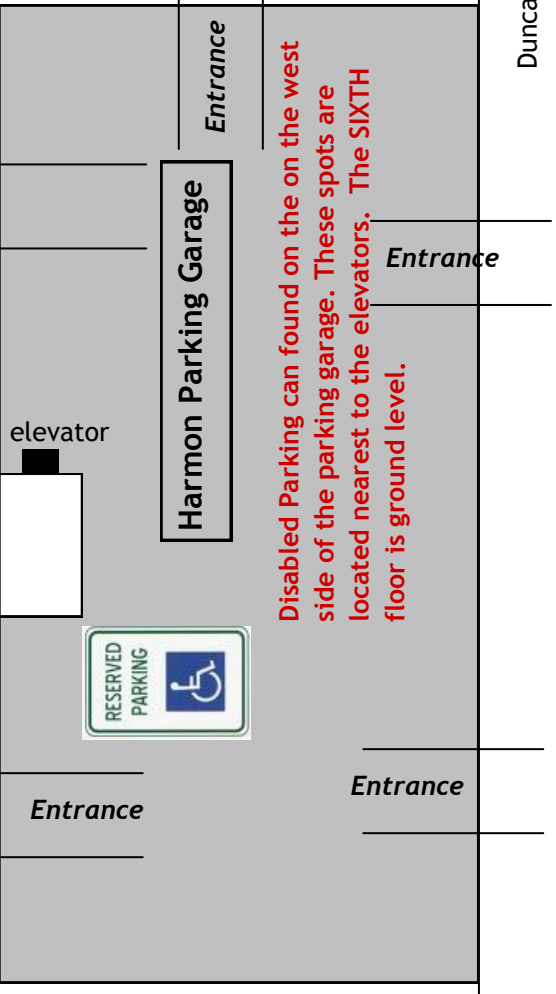 Dunca
Entrance
Harmon Parking Garage
Disabled Parking can found on the on the west
side of the parking garage. These spots are
located nearest to the elevators. The SIXTH
floor is ground level.
Entrance
elevator
RESERVED
PARKING
Entrance
Entrance